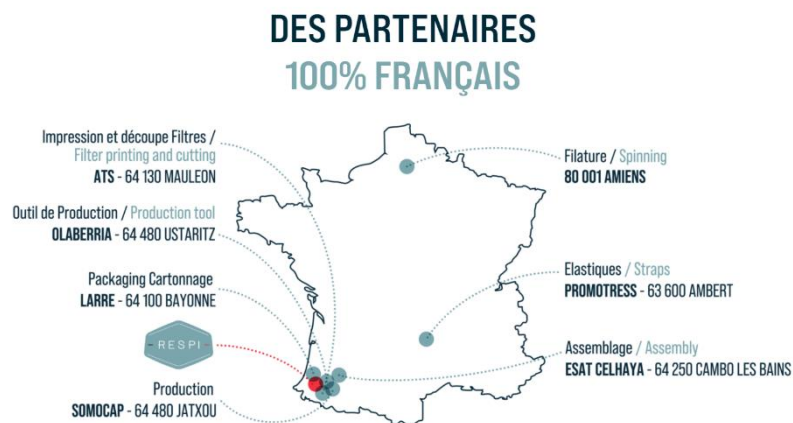 DES PARTENAIRES
100% FRANÇAIS
Impression et découpe Filtres /
Filter printing and cutting
ATS - 64 130 MAULEON
Outil de Production / Production tool
OLABERRIA - 64 480 USTARITZ
Packaging Cartonnage
LARRE - 64 100 BAYONNE
RESPI
Production
SOMOCAP - 64 480 JATXOU
Filature / Spinning
80 001 AMIENS
Elastiques / Straps
PROMOTRESS - 63 600 AMBERT
Assemblage / Assembly
ESAT CELHAYA - 64 250 CAMBO LES BAINS